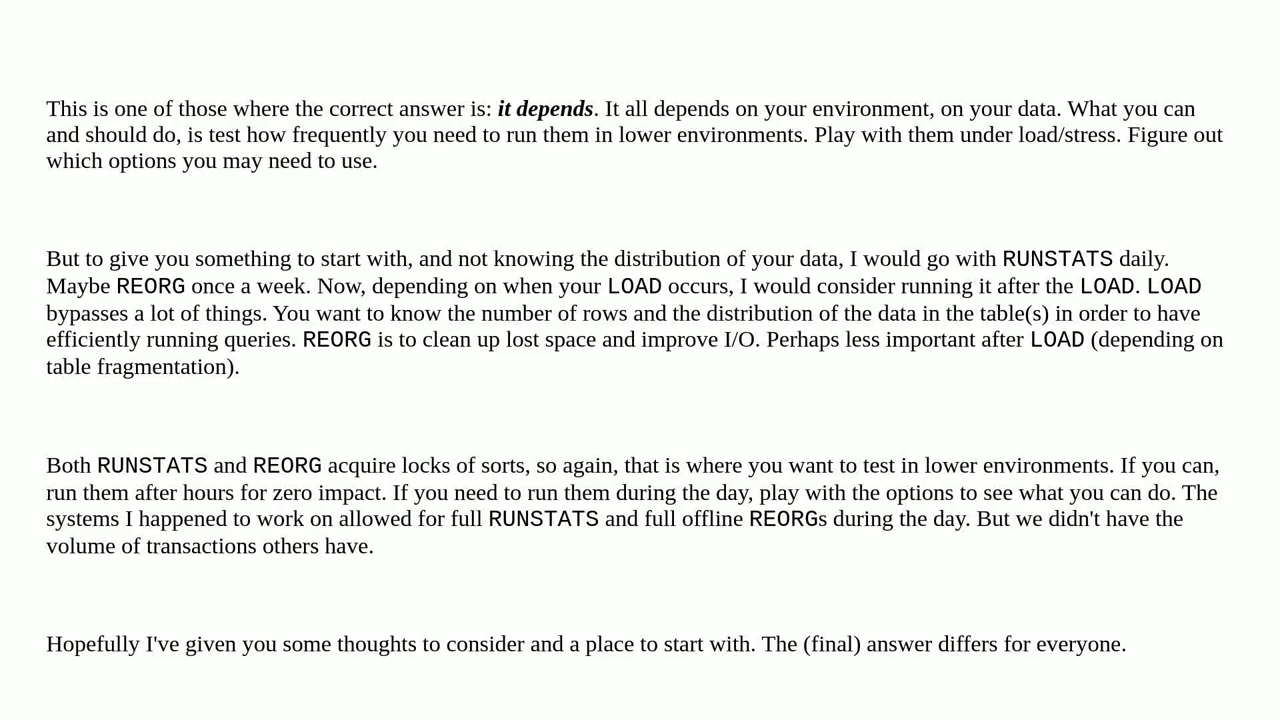 This is one of those where the correct answer is: it depends. It all depends on your environment, on your data. What you can
and should do, is test how frequently you need to run them in lower environments. Play with them under load/stress. Figure out
which options you may need to use.
But to give you something to start with, and not knowing the distribution of your data, I would go with RUNSTATS daily.
Maybe REORG once a week. Now, depending on when your LOAD occurs, I would consider running it after the LOAD. LOAD
bypasses a lot of things. You want to know the number of rows and the distribution of the data in the table(s) in order to have
efficiently running queries. REORG is to clean up lost space and improve I/O. Perhaps less important after LOAD (depending on
table fragmentation).
Both RUNSTATS and REORG acquire locks of sorts, so again, that is where you want to test in lower environments. If you can,
run them after hours for zero impact. If you need to run them during the day, play with the options to see what you can do. The
systems I happened to work on allowed for full RUNSTATS and full offline REORGs during the day. But we didn't have the
volume of transactions others have.
Hopefully I've given you some thoughts to consider and a place to start with. The (final) answer differs for everyone.